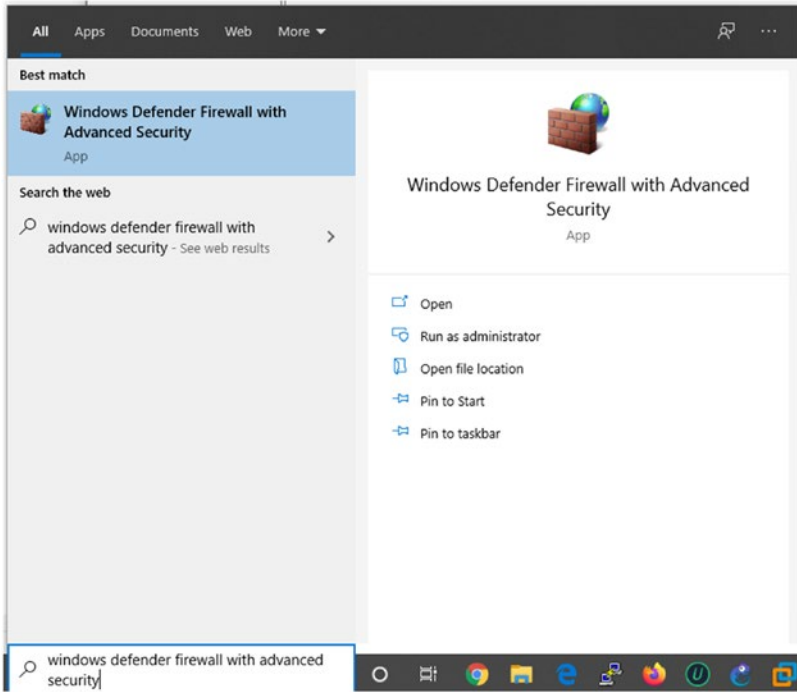 All Apps Documents Web More
Best match
Windows Defender Firewall with
Advanced Security
App
Search the web
windows defender firewall with
advanced security - See web results
Windows Defender Firewall with Advanced
Security
App
Open
Run as administrator
Open file location
Pin to Start
Pin to taskbar
windows defender firewall with advanced
security